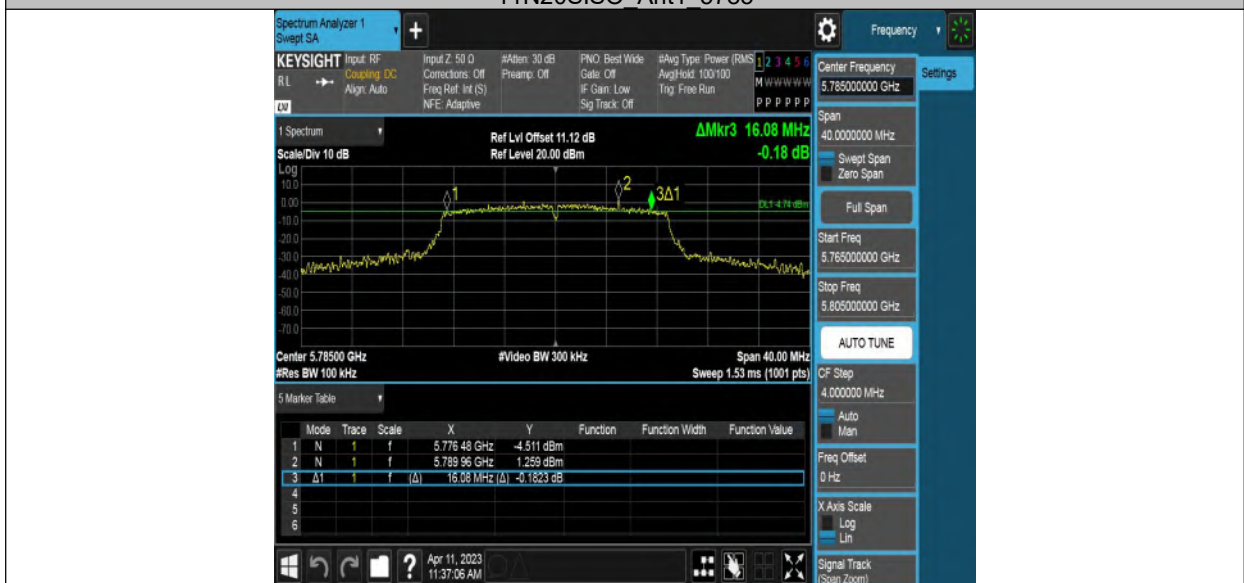 Spectrum Analyzer 1
Swept SA
+
Frequency
KEYSIGHT
RL
Input: RF
Coupling: DC
Align: Auto
Input Z: 50 Ω
Corrections: Off
Freq Ref: Int (S)
NFE: Adaptive
#Atten: 30 dB
Preamp: Off
PNO: Best Wide
Gate: Off
IF Gain: Low
Sig Track: Off
#Avg Type: Power (RMS
Avg|Hold: 100/100
Trig: Free Run
1 2 3 4 5 6
M W W W W W
P P P P P P
Center Frequency
5.785000000 GHz
Settings
1 Spectrum
Scale/Div 10 dB
Ref Lvl Offset 11.12 dB
Ref Level 20.00 dBm
ΔMkr3 16.08 MHz
-0.18 dB
Span
40.0000000 MHz
Swept Span
Zero Span
Log
10.0
0.00
-10.0
-20.0
-30.0
-40.0
-50.0
-60.0
-70.0
1
2
3Δ1
DL1 -4.74 dBm
Full Span
Start Freq
5.765000000 GHz
Stop Freq
5.805000000 GHz
AUTO TUNE
Center 5.78500 GHz
#Video BW 300 kHz
Span 40.00 MHz
#Res BW 100 kHz
Sweep 1.53 ms (1001 pts)
CF Step
4.000000 MHz
Auto
Man
5 Marker Table
Mode Trace Scale X Y Function Function Width Function Value
1 N 1 f 5.776 48 GHz -4.511 dBm
2 N 1 f 5.789 96 GHz 1.259 dBm
3 Δ1 1 f (Δ) 16.08 MHz (Δ) -0.1823 dB
4
5
6
Freq Offset
0 Hz
X Axis Scale
Log
Lin
?
Apr 11, 2023
11:37:06 AM
Signal Track
(Span Zoom)